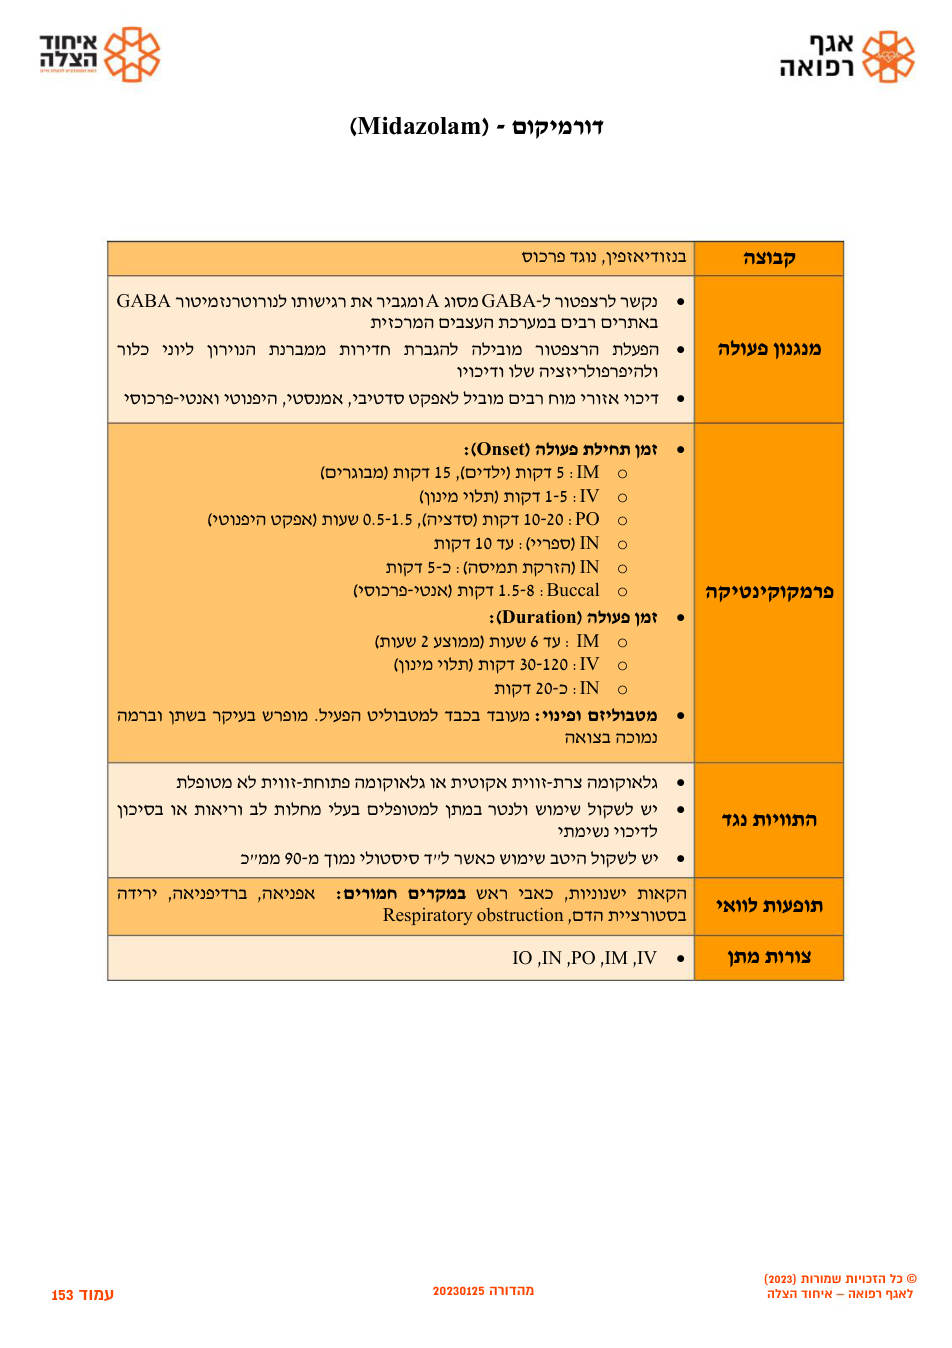 אגף
רפואה
איחוד
הצלה
דורמיקום - (Midazolam)
קבוצה
בנזודיאזפין, נוגד פרכוס
מנגנון פעולה
• נקשר לרצפטור ל-GABA מסוג A ומגביר את רגישותו לנורוטרנזמיטור GABA
באתרים רבים במערכת העצבים המרכזית
• הפעלת הרצפטור מובילה להגברת חדירות ממברנת הנוירון ליוני כלור
ולהיפרפולריזציה שלו ודיכויו
• דיכוי אזורי מוח רבים מוביל לאפקט סדטיבי, אמנסטי, היפנוטי ואנטי-פרכוסי
פרמקוקינטיקה
• זמן תחילת פעולה (Onset):
o IM: 5 דקות (ילדים), 15 דקות (מבוגרים)
o IV: 1-5 דקות (תלוי מינון)
o PO: 10-20 דקות (סדציה), 0.5-1.5 שעות (אפקט היפנוטי)
o IN (ספריי): עד 10 דקות
o IN (הזרקת תמיסה): כ-5 דקות
o Buccal: 1.5-8 דקות (אנטי-פרכוסי)
• זמן פעולה (Duration):
o IM : עד 6 שעות (ממוצע 2 שעות)
o IV: 30-120 דקות (תלוי מינון)
o IN: כ-20 דקות
• מטבוליזם ופינוי: מעובד בכבד למטבוליט הפעיל. מופרש בעיקר בשתן וברמה
נמוכה בצואה
התוויות נגד
• גלאוקומה צרת-זווית אקוטית או גלאוקומה פתוחת-זווית לא מטופלת
• יש לשקול שימוש ולנטר במתן למטופלים בעלי מחלות לב וריאות או בסיכון
לדיכוי נשימתי
• יש לשקול היטב שימוש כאשר ל״ד סיסטולי נמוך מ-90 ממ״כ
תופעות לוואי
הקאות ישנוניות, כאבי ראש במקרים חמורים: אפניאה, ברדיפניאה, ירידה
בסטורציית הדם, Respiratory obstruction
צורות מתן
• IV, IM, PO, IN, IO
© כל הזכויות שמורות (2023)
לאגף רפואה – איחוד הצלה
מהדורה 20230125
עמוד 153